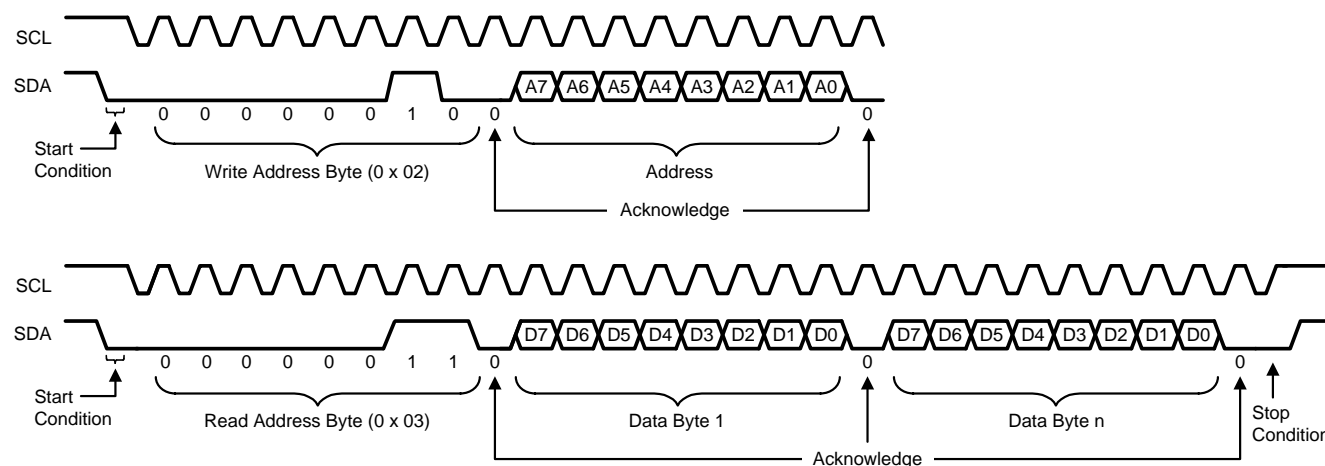 SCL
SDA A7 A6 A5 A4 A3 A2 A1 A0
0 0 0 0 0 0 1 0 0 0
Start
Condition
Write Address Byte (0 x 02)
Address
Acknowledge
SCL
SDA D7 D6 D5 D4 D3 D2 D1 D0 D7 D6 D5 D4 D3 D2 D1 D0
0 0 0 0 0 0 1 1 0 0 0
Start
Condition
Read Address Byte (0 x 03)
Data Byte 1
Data Byte n
Stop
Condition
Acknowledge